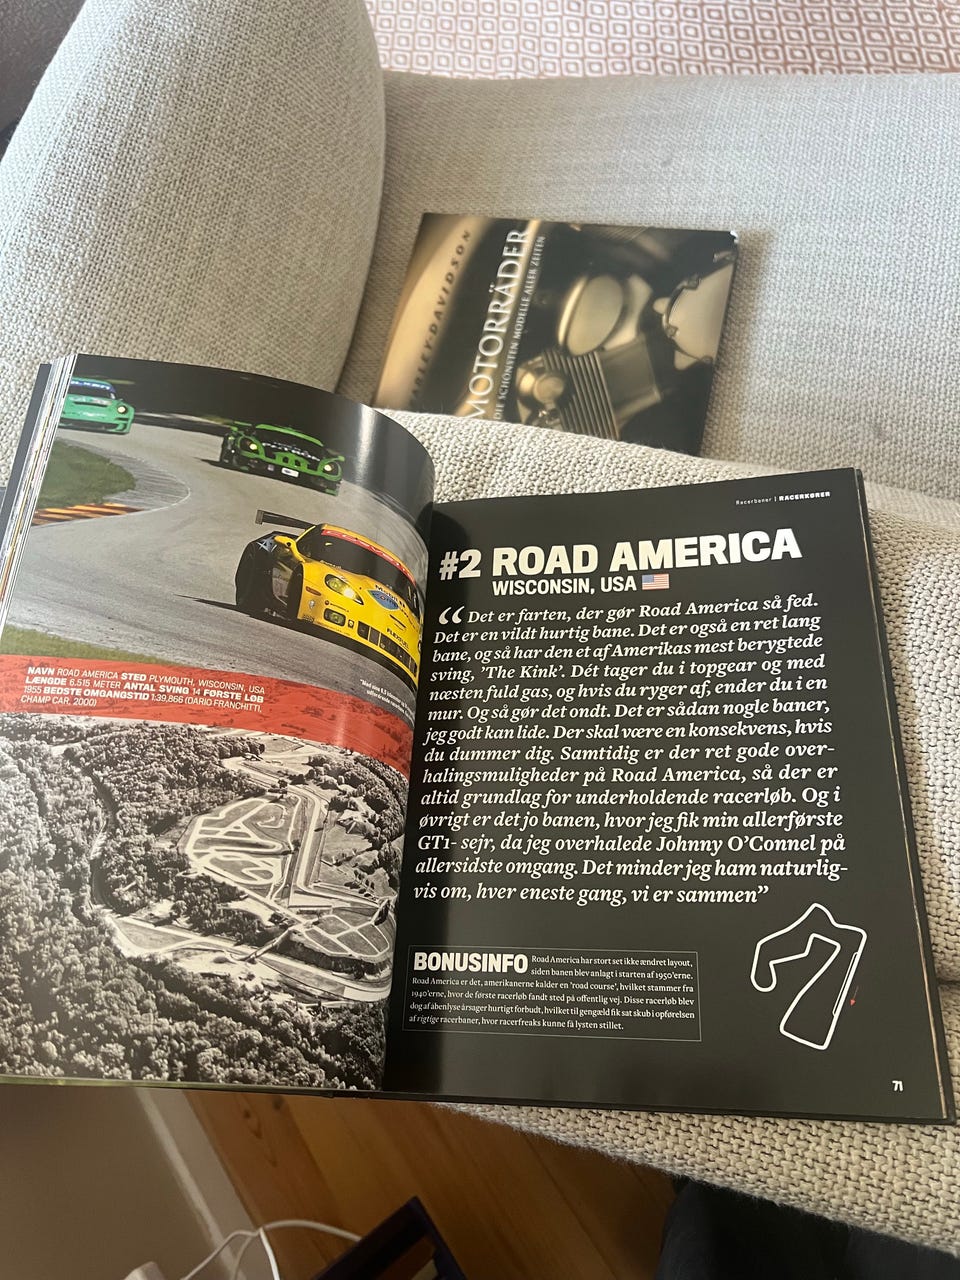 HARLEY-DAVIDSON
MOTORRÄDER
DIE SCHÖNSTEN MODELLE ALLER ZEITEN
NAVN ROAD AMERICA STED PLYMOUTH, WISCONSIN, USA
LÆNGDE 6.515 METER ANTAL SVING 14 FØRSTE LØB
1955 BEDSTE OMGANGSTID 1:39,866 (DARIO FRANCHITTI,
CHAMP CAR, 2000)
Racerbaner | RACERKØRER
#2 ROAD AMERICA
WISCONSIN, USA
“Det er farten, der gør Road America så fed.
Det er en vildt hurtig bane. Det er også en ret lang
bane, og så har den et af Amerikas mest berygtede
sving, ’The Kink’. Dét tager du i topgear og med
næsten fuld gas, og hvis du ryger af, ender du i en
mur. Og så gør det ondt. Det er sådan nogle baner,
jeg godt kan lide. Der skal være en konsekvens, hvis
du dummer dig. Samtidig er der ret gode over-
halingsmuligheder på Road America, så der er
altid grundlag for underholdende racerløb. Og i
øvrigt er det jo banen, hvor jeg fik min allerførste
GT1- sejr, da jeg overhalede Johnny O’Connel på
allersidste omgang. Det minder jeg ham naturlig-
vis om, hver eneste gang, vi er sammen”
BONUSINFO Road America har stort set ikke ændret layout,
siden banen blev anlagt i starten af 1950’erne.
Road America er det, amerikanerne kalder en ’road course’, hvilket stammer fra
1940’erne, hvor de første racerløb fandt sted på offentlig vej. Disse racerløb blev
dog af åbenlyse årsager hurtigt forbudt, hvilket til gengæld fik sat skub i opførelsen
af rigtige racerbaner, hvor racerfreaks kunne få lysten stillet.
71